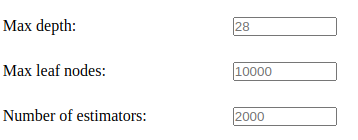 Max depth: 28
Max leaf nodes: 10000
Number of estimators: 2000